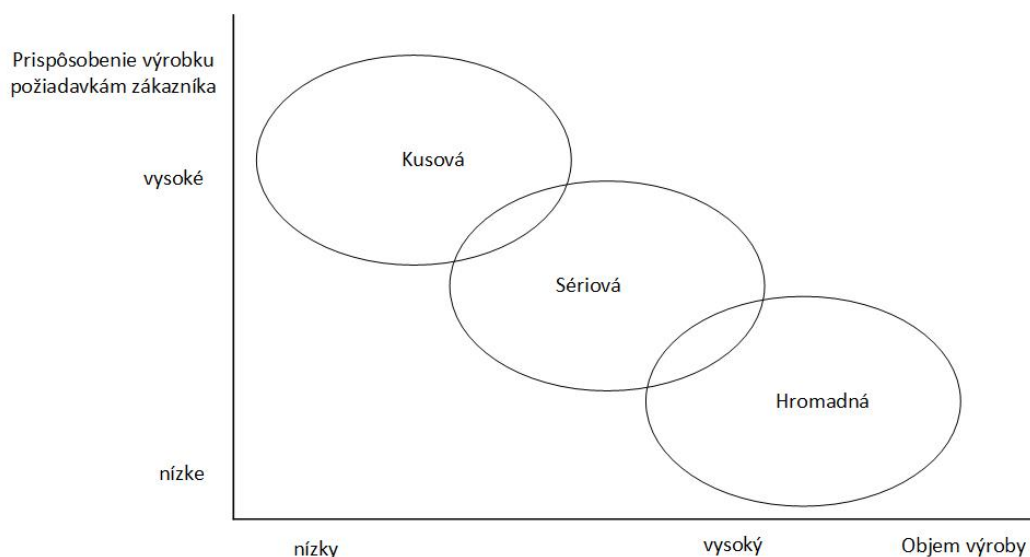 Prispôsobenie výrobku
požiadavkám zákazníka
Kusová
vysoké
Sériová
Hromadná
nízke
nízky
vysoký
Objem výroby